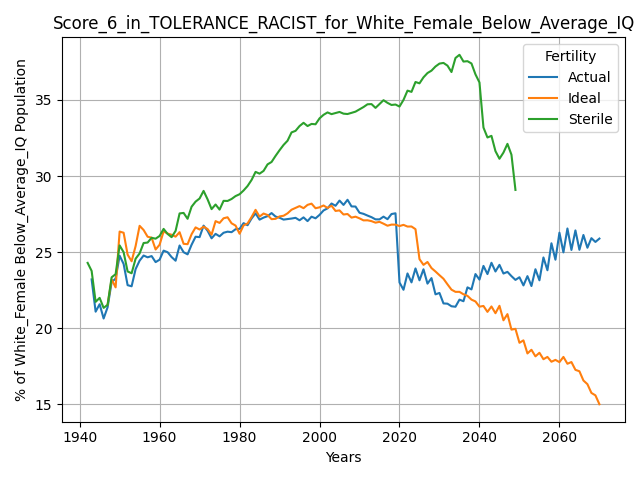 Score_6_in_TOLERANCE_RACIST_for_White_Female_Below_Average_IQ
% of White_Female Below_Average_IQ Population
35
30
25
20
15
Fertility
Actual
Ideal
Sterile
1940 1960 1980 2000 2020 2040 2060
Years